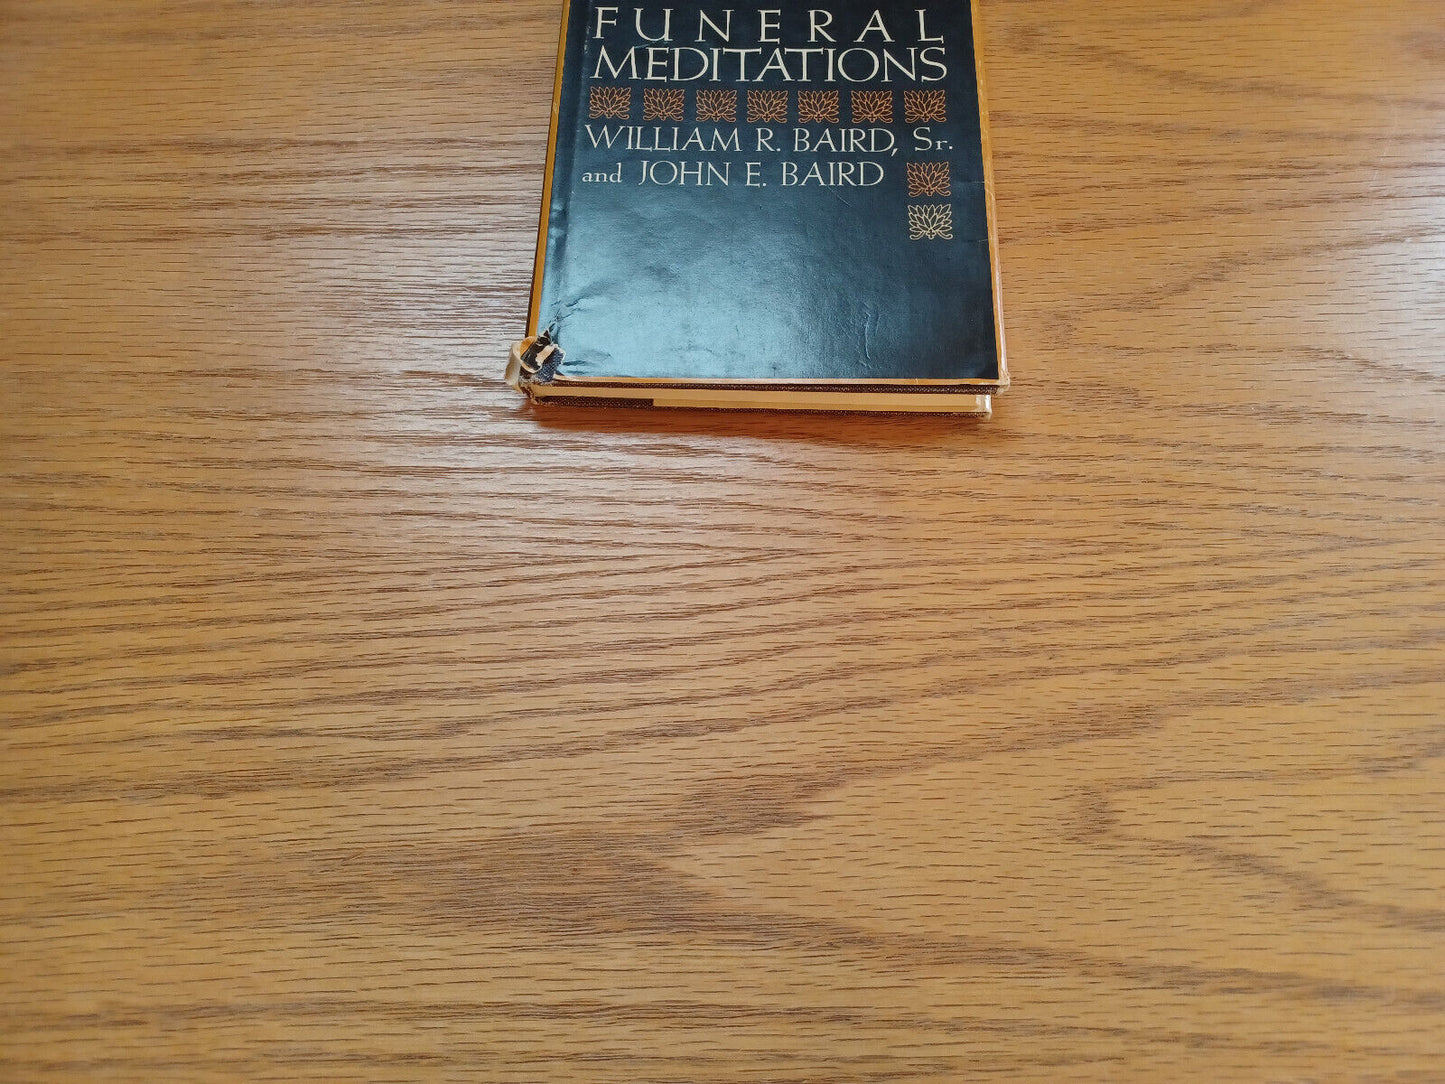 FUNERAL
MEDITATIONS
WILLIAM R. BAIRD, Sr.
and JOHN E. BAIRD